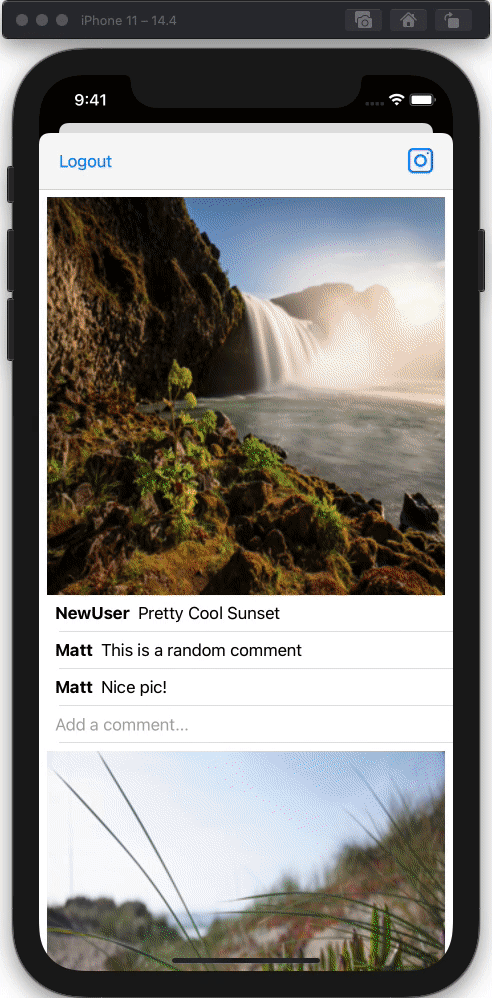 iPhone 11 – 14.4
9:41
Logout
NewUser Pretty Cool Sunset
Matt This is a random comment
Matt Nice pic!
Add a comment...